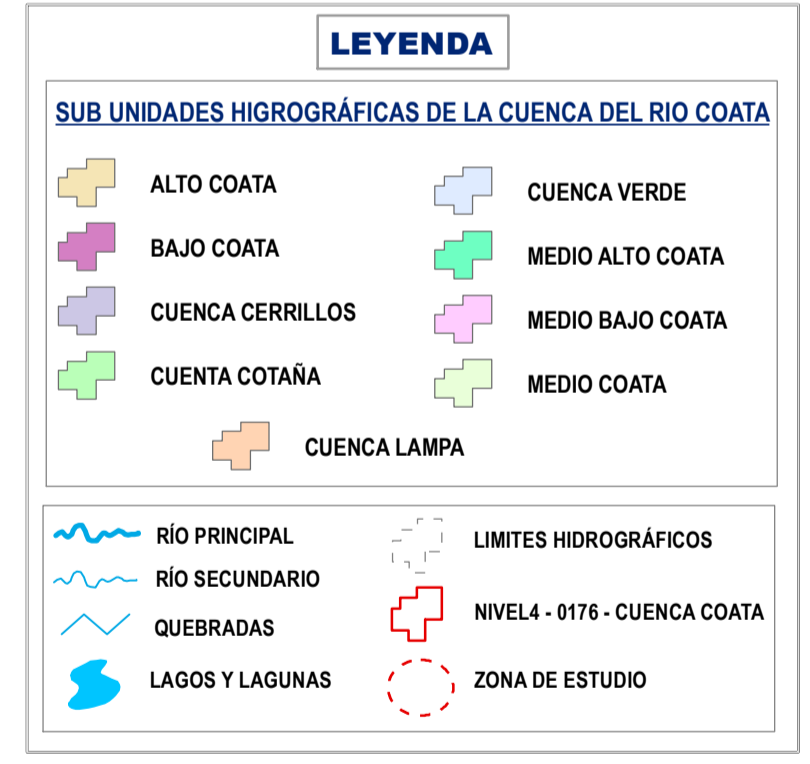 LEYENDA
SUB UNIDADES HIGROGRÁFICAS DE LA CUENCA DEL RIO COATA
ALTO COATA
BAJO COATA
CUENCA CERRILLOS
CUENTA COTAÑA
CUENCA VERDE
MEDIO ALTO COATA
MEDIO BAJO COATA
MEDIO COATA
CUENCA LAMPA
RÍO PRINCIPAL
RÍO SECUNDARIO
QUEBRADAS
LAGOS Y LAGUNAS
LIMITES HIDROGRÁFICOS
NIVEL4 - 0176 - CUENCA COATA
ZONA DE ESTUDIO